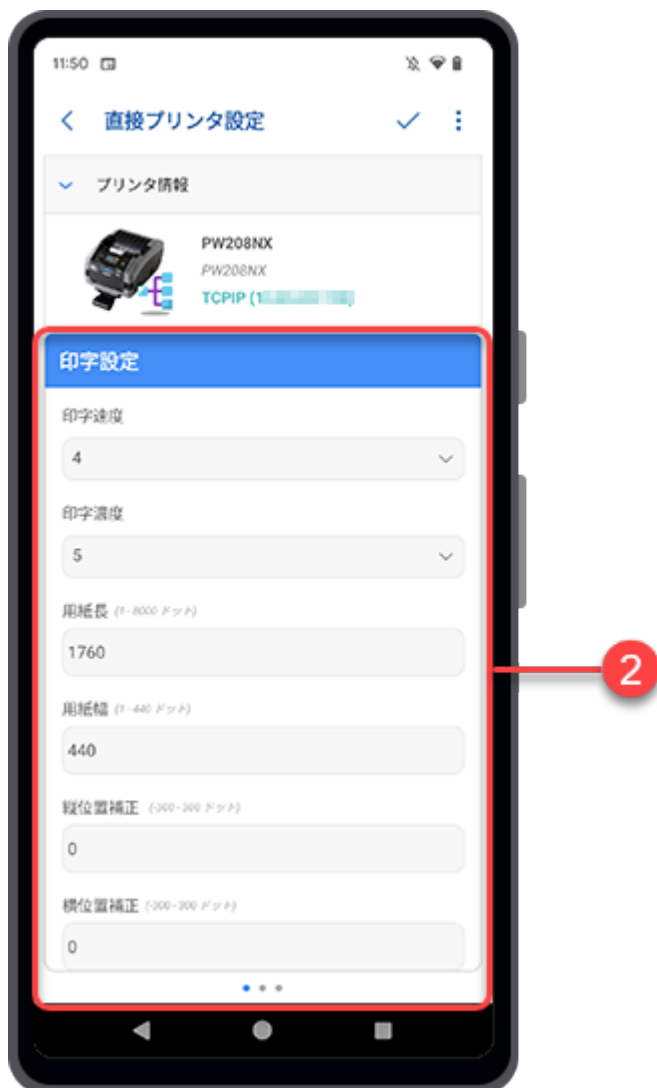 11:50
直接プリンタ設定
プリンタ情報
PW208NX
PW208NX
TCPIP (1
印字設定
印字速度
4
印字濃度
5
用紙長 (1-8000 ドット)
1760
用紙幅 (1-440 ドット)
440
縦位置補正 (-300-300 ドット)
0
横位置補正 (-300-300 ドット)
0
2